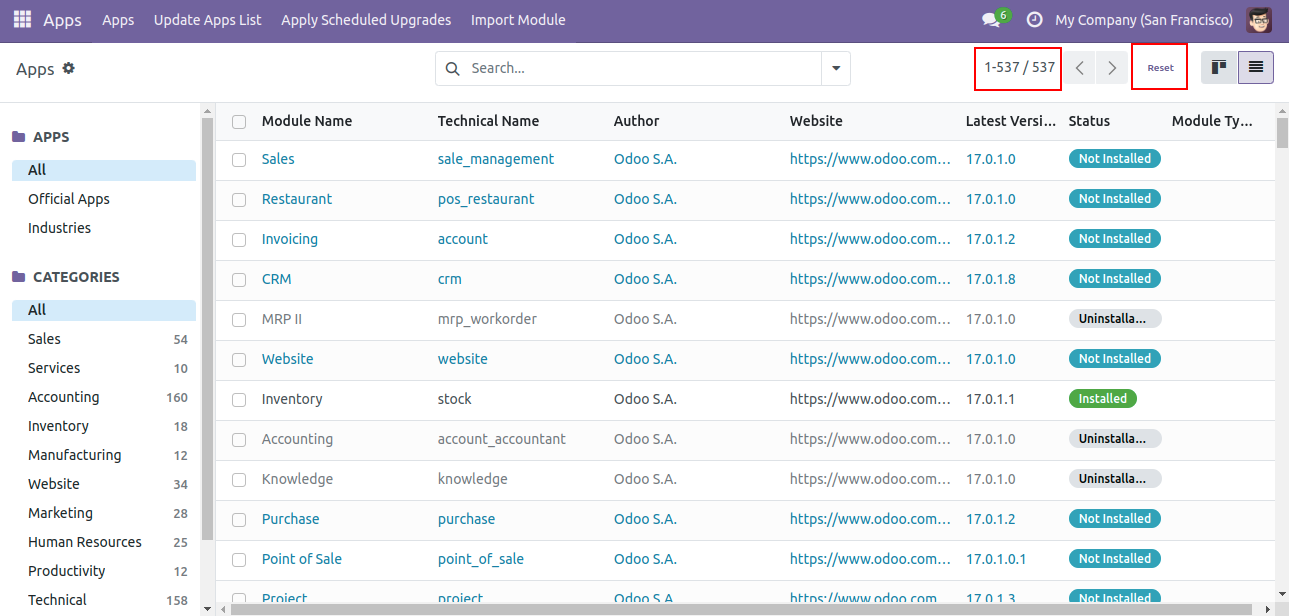 Apps Apps Update Apps List Apply Scheduled Upgrades Import Module 6 My Company (San Francisco)
Apps Search... 1-537 / 537 Reset
APPS
All
Official Apps
Industries
CATEGORIES
All
Sales 54
Services 10
Accounting 160
Inventory 18
Manufacturing 12
Website 34
Marketing 28
Human Resources 25
Productivity 12
Technical 158
Module Name Technical Name Author Website Latest Versi... Status Module Ty...
Sales sale_management Odoo S.A. https://www.odoo.com... 17.0.1.0 Not Installed
Restaurant pos_restaurant Odoo S.A. https://www.odoo.com... 17.0.1.0 Not Installed
Invoicing account Odoo S.A. https://www.odoo.com... 17.0.1.2 Not Installed
CRM crm Odoo S.A. https://www.odoo.com... 17.0.1.8 Not Installed
MRP II mrp_workorder Odoo S.A. https://www.odoo.com... 17.0.1.0 Uninstalla...
Website website Odoo S.A. https://www.odoo.com... 17.0.1.0 Not Installed
Inventory stock Odoo S.A. https://www.odoo.com... 17.0.1.1 Installed
Accounting account_accountant Odoo S.A. https://www.odoo.com... 17.0.1.0 Uninstalla...
Knowledge knowledge Odoo S.A. https://www.odoo.com... 17.0.1.0 Uninstalla...
Purchase purchase Odoo S.A. https://www.odoo.com... 17.0.1.2 Not Installed
Point of Sale point_of_sale Odoo S.A. https://www.odoo.com... 17.0.1.0.1 Not Installed
Project project Odoo S.A. https://www.odoo.com... 17.0.1.3 Not Installed